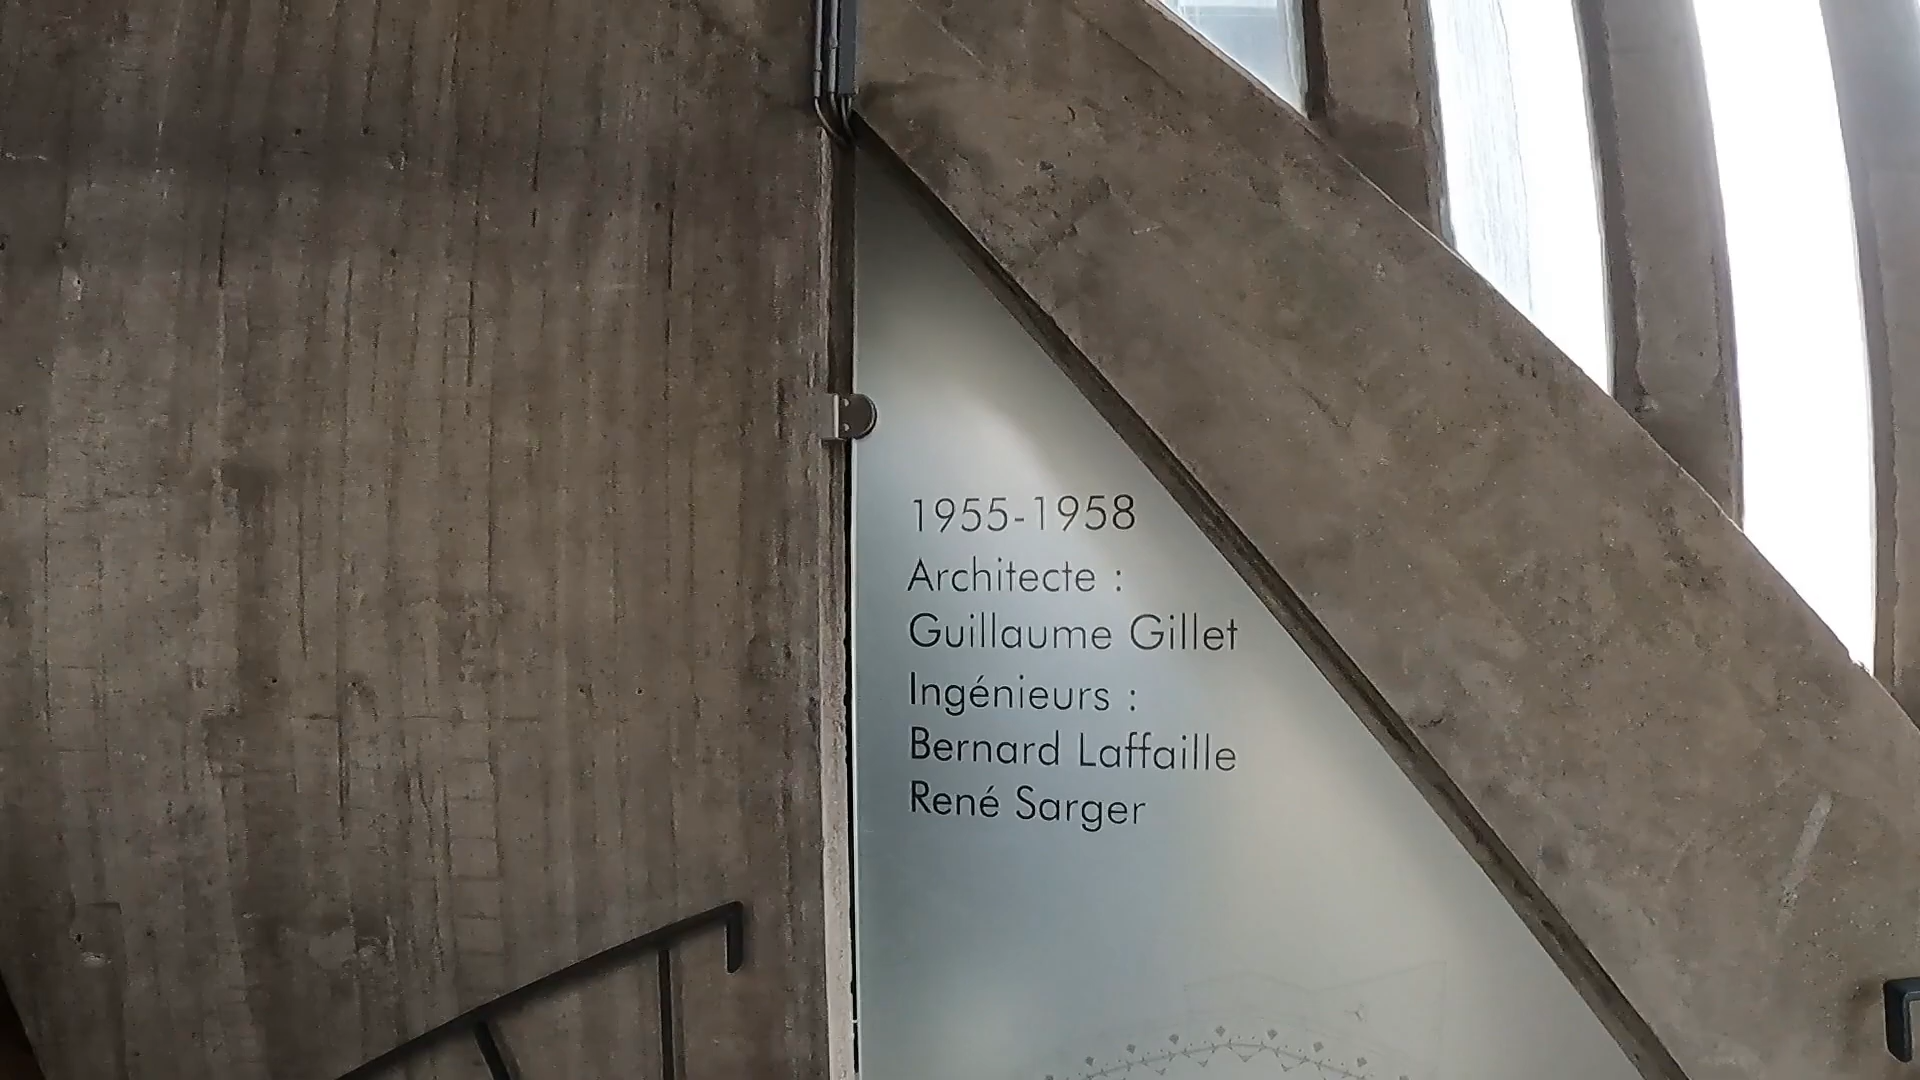 1955-1958
Architecte :
Guillaume Gillet
Ingénieurs :
Bernard Laffaille
René Sarger